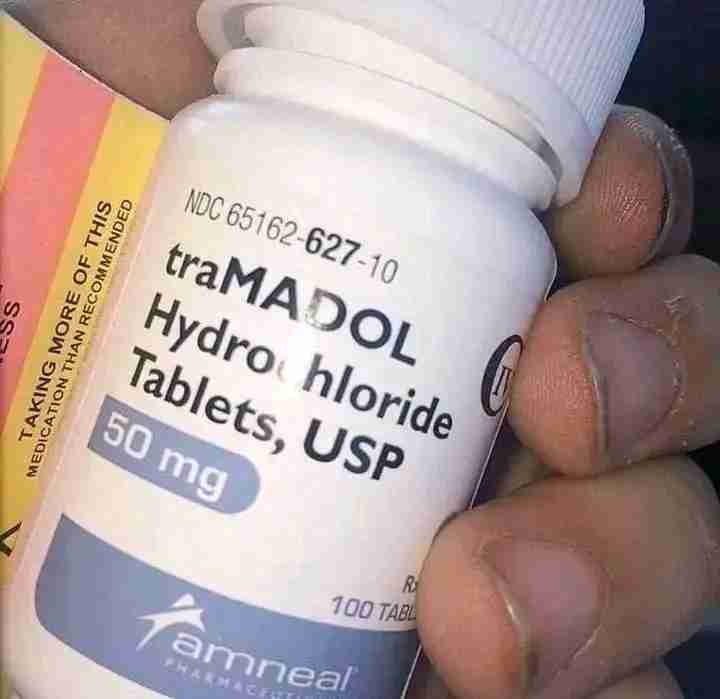 NDC 65162-627-10
traMADOL
Hydrochloride
Tablets, USP
50 mg
CIV
100
amneal
TAKING MORE OF THIS
MEDICATION THAN RECOMMENDED